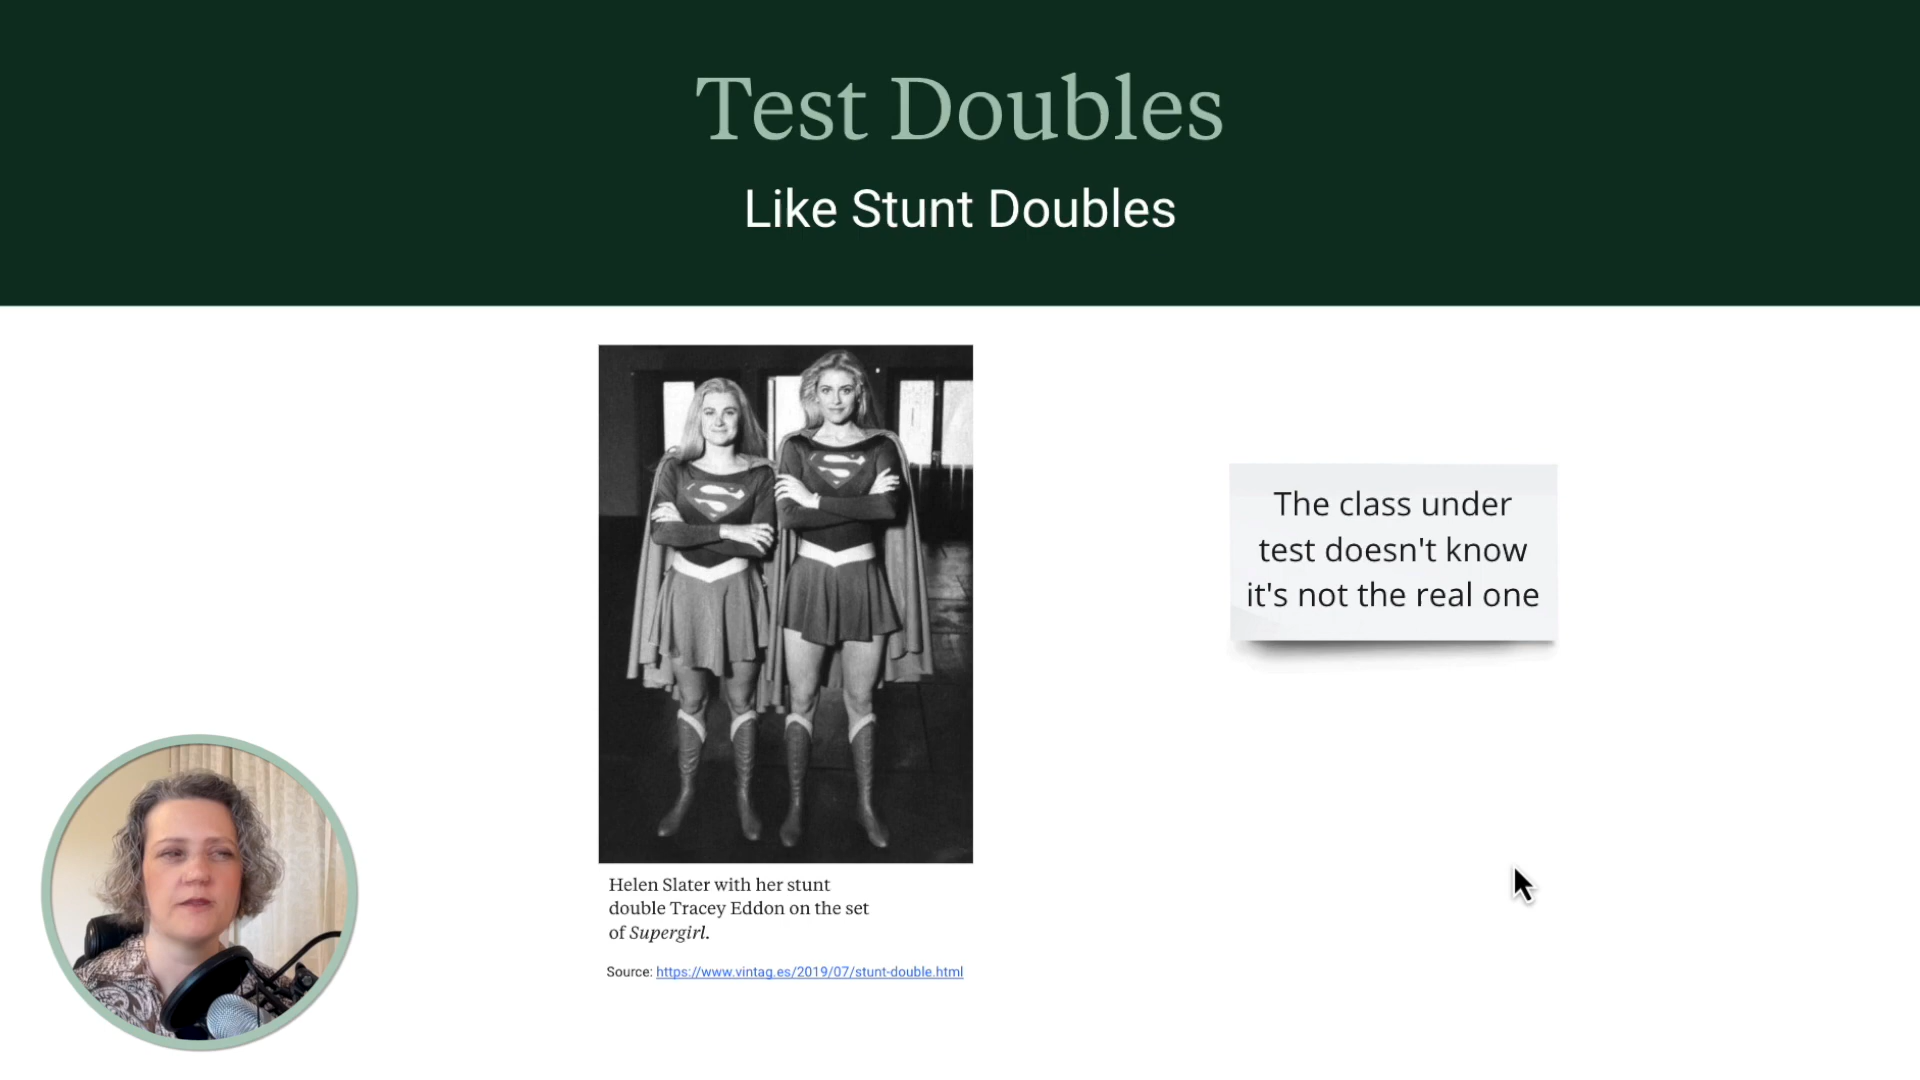 Test Doubles
Like Stunt Doubles
The class under
test doesn't know
it's not the real one
Helen Slater with her stunt
double Tracey Eddon on the set
of Supergirl.
Source: https://www.vintag.es/2019/07/stunt-double.html